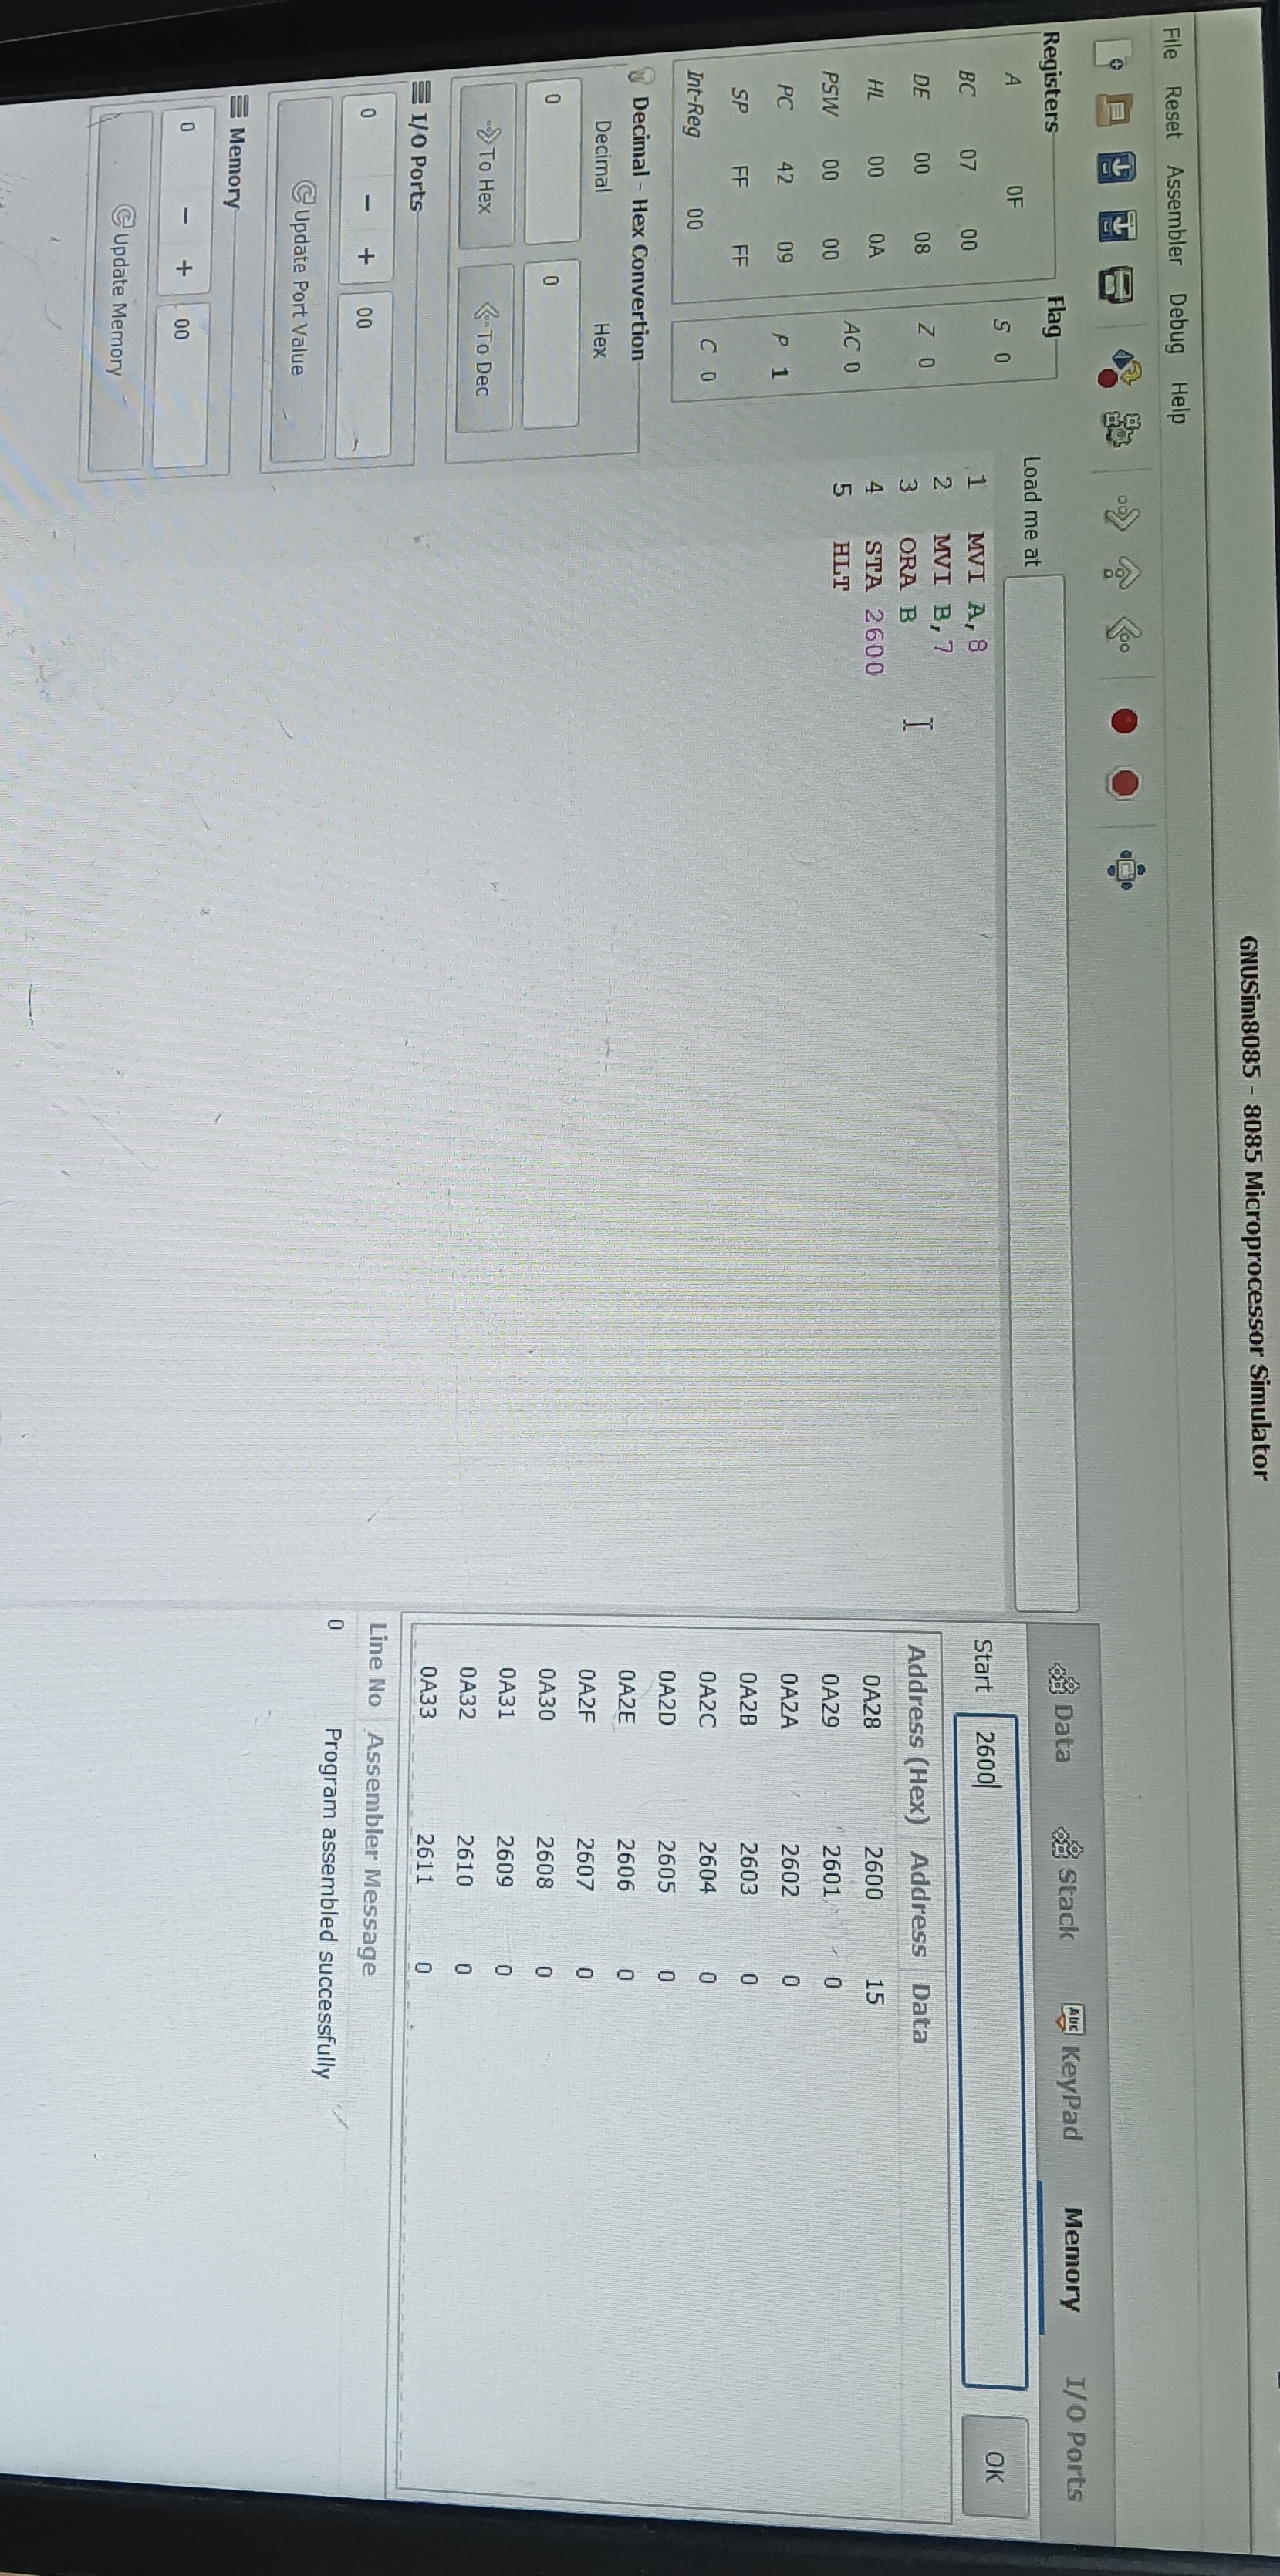 GNUSim8085 - 8085 Microprocessor Simulator
File Reset Assembler Debug Help
Registers
A 0F
BC 07 00
DE 00 08
HL 00 0A
PSW 00 00
PC 42 09
SP FF FF
Int-Reg 00
Flag
S 0
Z 0
AC 0
P 1
C 0
Decimal - Hex Convertion
Decimal Hex
0 0
To Hex To Dec
I/O Ports
0 - + 00
Update Port Value
Memory
0 - + 00
Update Memory
Load me at
1 MVI A,8
2 MVI B,7
3 ORA B
4 STA 2600
5 HLT
Data Stack Abc KeyPad Memory I/O Ports
Start 2600 OK
Address (Hex) Address Data
0A28 2600 15
0A29 2601 0
0A2A 2602 0
0A2B 2603 0
0A2C 2604 0
0A2D 2605 0
0A2E 2606 0
0A2F 2607 0
0A30 2608 0
0A31 2609 0
0A32 2610 0
0A33 2611 0
Line No Assembler Message
0 Program assembled successfully